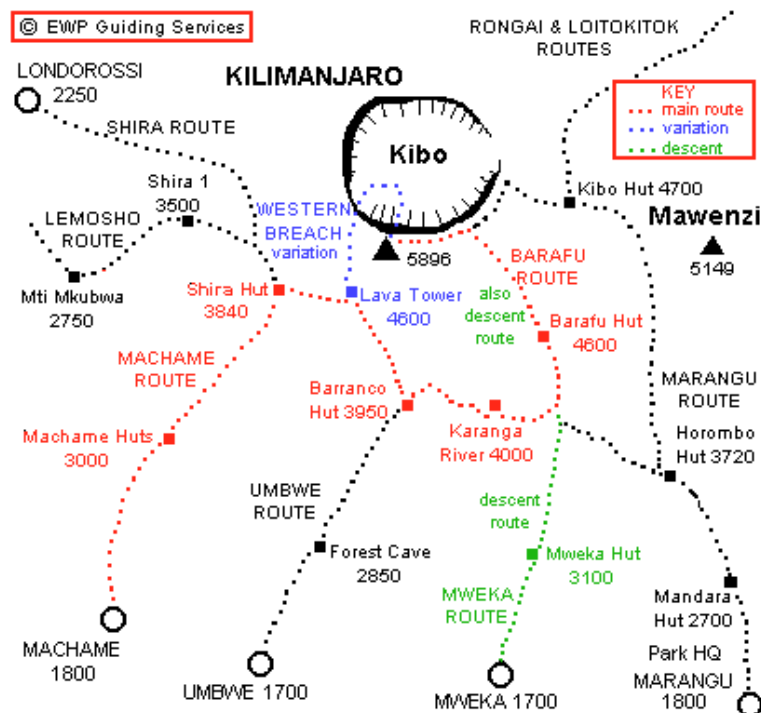 © EWP Guiding Services
RONGAI & LOITOKITOK
ROUTES
LONDOROSSI
2250
KILIMANJARO
KEY
main route
variation
descent
SHIRA ROUTE
Kibo
Shira 1
3500
Kibo Hut 4700
LEMOSHO
ROUTE
WESTERN
BREACH
variation
Mawenzi
5896
5149
BARAFU
ROUTE
Mti Mkubwa
2750
Shira Hut
3840
Lava Tower
4600
also
descent
route
Barafu Hut
4600
MACHAME
ROUTE
MARANGU
ROUTE
Barranco
Hut 3950
Karanga
River 4000
Machame Huts
3000
Horombo
Hut 3720
UMBWE
ROUTE
descent
route
Forest Cave
2850
Mweka Hut
3100
MWEKA
ROUTE
Mandara
Hut 2700
MACHAME
1800
Park HQ
MARANGU
1800
UMBWE 1700
MWEKA 1700